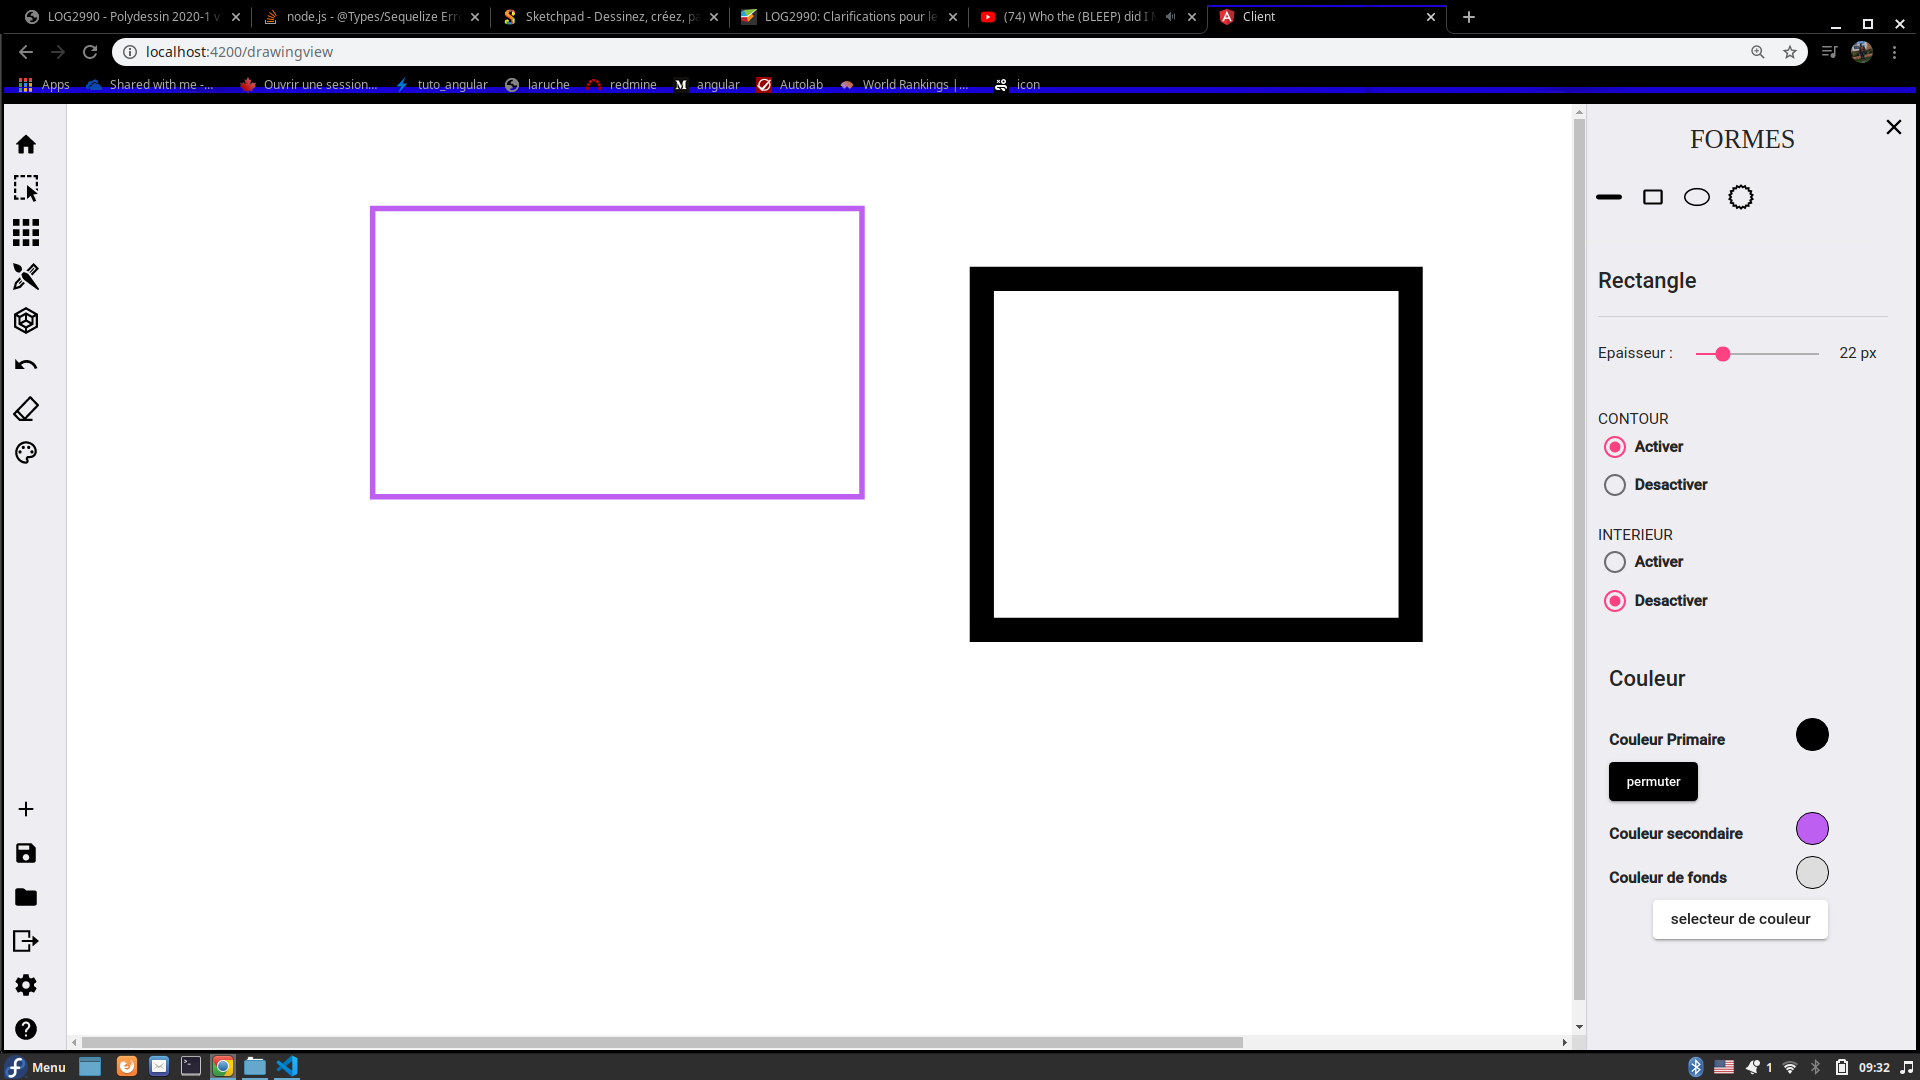 LOG2990 - Polydessin 2020-1 v
node.js - @Types/Sequelize Err
Sketchpad - Dessinez, créez, pa
LOG2990: Clarifications pour le
(74) Who the (BLEEP) did I M
Client
localhost:4200/drawingview
Apps
Shared with me -...
Ouvrir une session...
tuto_angular
laruche
redmine
angular
Autolab
World Rankings |...
icon
FORMES
Rectangle
Epaisseur :
22 px
CONTOUR
Activer
Desactiver
INTERIEUR
Activer
Desactiver
Couleur
Couleur Primaire
permuter
Couleur secondaire
Couleur de fonds
selecteur de couleur
Menu
1
09:32